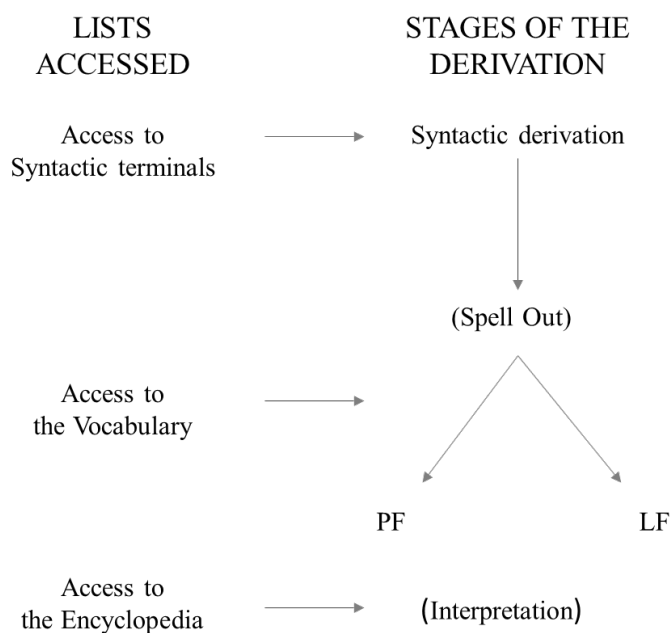 LISTS
ACCESSED
STAGES OF THE
DERIVATION
Access to
Syntactic terminals
Syntactic derivation
(Spell Out)
Access to
the Vocabulary
PF
LF
Access to
the Encyclopedia
(Interpretation)